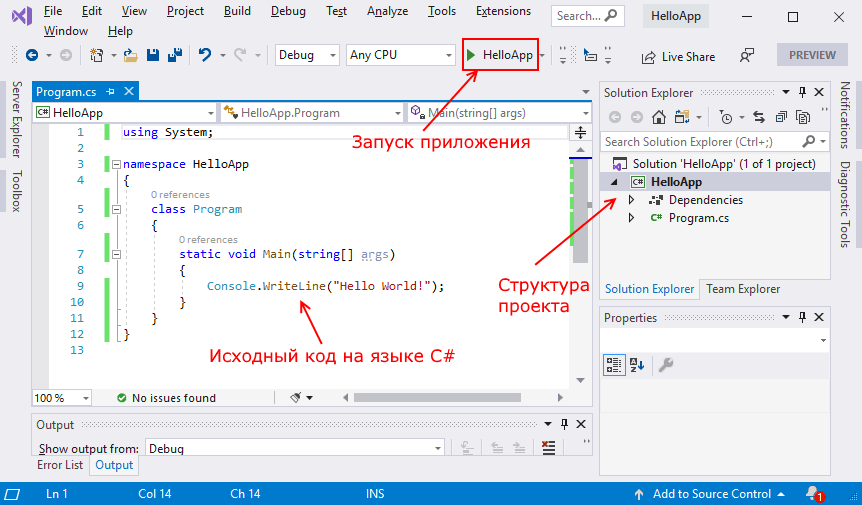 File Edit View Project Build Debug Test Analyze Tools Extensions Search... HelloApp
Window Help
Debug Any CPU HelloApp Live Share PREVIEW
Server Explorer
Toolbox
Program.cs
HelloApp HelloApp.Program Main(string[] args)
Запуск приложения
1 using System;
2
3 namespace HelloApp
4 {
0 references
5 class Program
6 {
0 references
7 static void Main(string[] args)
8 {
9 Console.WriteLine("Hello World!");
10 }
11 }
12 }
13
Исходный код на языке C#
100 % No issues found
Output
Show output from: Debug
Error List Output
Solution Explorer
Search Solution Explorer (Ctrl+;)
Solution 'HelloApp' (1 of 1 project)
C# HelloApp
Dependencies
C# Program.cs
Структура
проекта
Solution Explorer Team Explorer
Properties
Notifications
Diagnostic Tools
Ln 1 Col 14 Ch 14 INS Add to Source Control 1